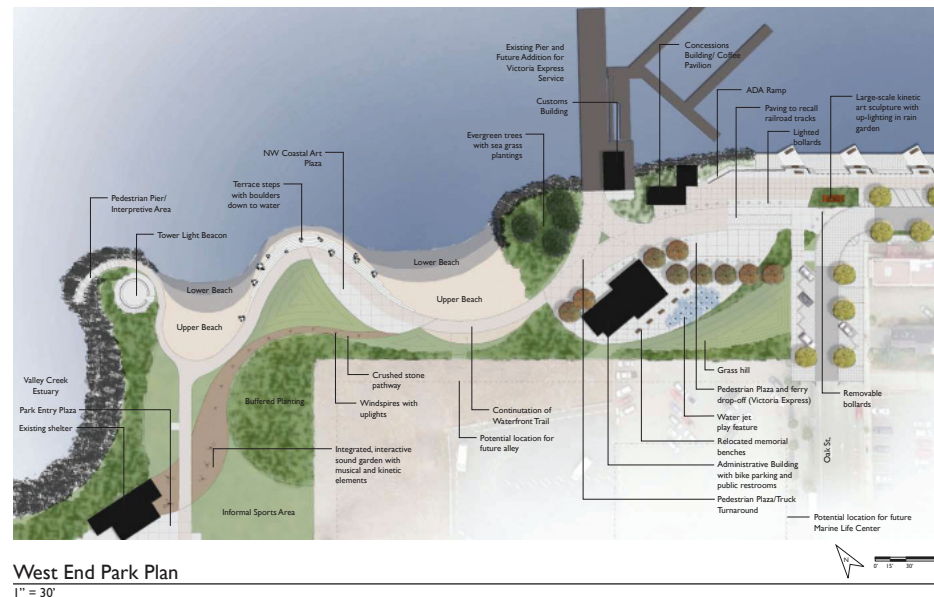 Existing Pier and
Future Addition for
Victoria Express
Service
Concessions
Building/ Coffee
Pavilion
ADA Ramp
Large-scale kinetic
art sculpture with
up-lighting in rain
garden
Customs
Building
Paving to recall
railroad tracks
Lighted
bollards
Evergreen trees
with sea grass
plantings
NW Coastal Art
Plaza
Terrace steps
with boulders
down to water
Pedestrian Pier/
Interpretive Area
Tower Light Beacon
Lower Beach
Lower Beach
Upper Beach
Upper Beach
Valley Creek
Estuary
Park Entry Plaza
Existing shelter
Buffered Planting
Crushed stone
pathway
Windspires with
uplights
Integrated, interactive
sound garden with
musical and kinetic
elements
Informal Sports Area
Continutation of
Waterfront Trail
Potential location for
future alley
Grass hill
Pedestrian Plaza and ferry
drop-off (Victoria Express)
Water jet
play feature
Relocated memorial
benches
Administrative Building
with bike parking and
public restrooms
Pedestrian Plaza/Truck
Turnaround
Removable
bollards
Oak St.
Potential location for future
Marine Life Center
West End Park Plan
1" = 30'
N
0' 15' 30'